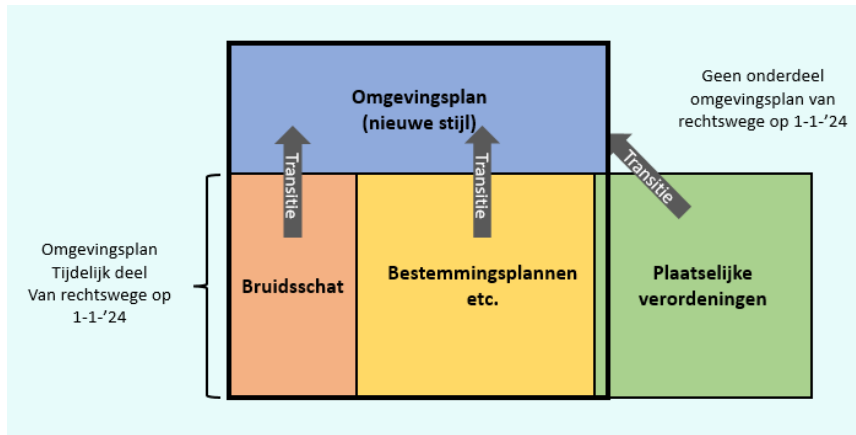 Omgevingsplan
(nieuwe stijl)
Geen onderdeel
omgevingsplan van
rechtswege op 1-1-'24
Transitie
Transitie
Transitie
Omgevingsplan
Tijdelijk deel
Van rechtswege op
1-1-'24
Bruidsschat
Bestemmingsplannen
etc.
Plaatselijke
verordeningen